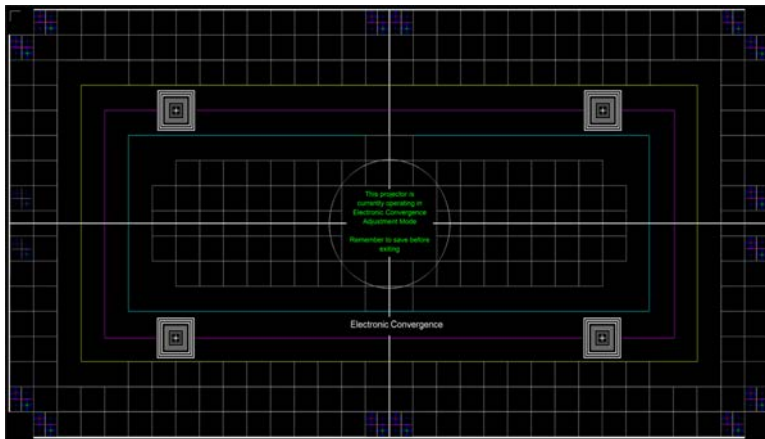 This projector is
currently operating in
Electronic Convergence
Adjustment Mode
Remember to save before
exiting
Electronic Convergence